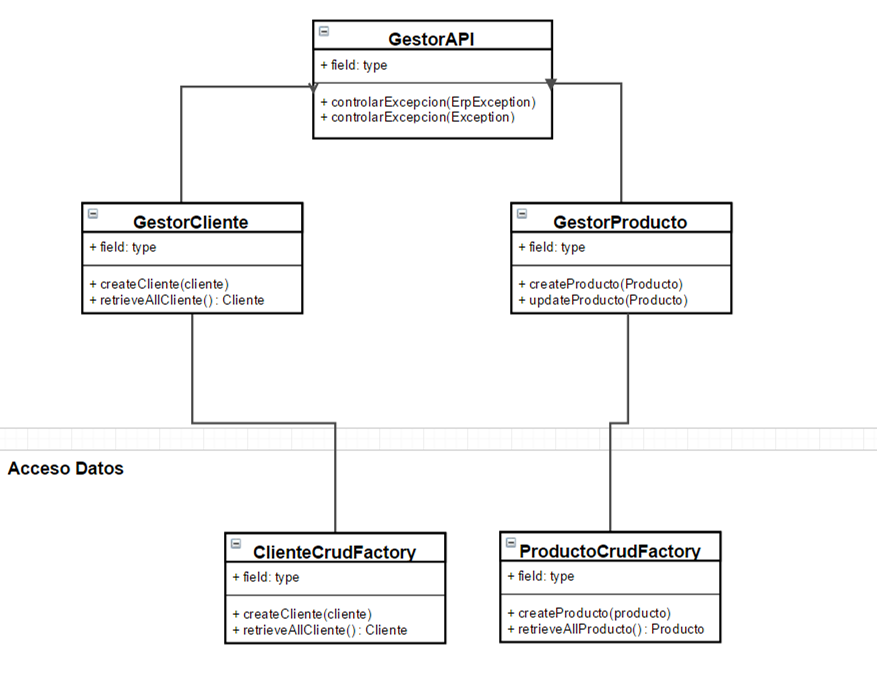 GestorAPI
+ field: type
+ controlarExcepcion(ErpException)
+ controlarExcepcion(Exception)
GestorCliente
+ field: type
+ createCliente(cliente)
+ retrieveAllCliente() : Cliente
GestorProducto
+ field: type
+ createProducto(Producto)
+ updateProducto(Producto)
Acceso Datos
ClienteCrudFactory
+ field: type
+ createCliente(cliente)
+ retrieveAllCliente() : Cliente
ProductoCrudFactory
+ field: type
+ createProducto(producto)
+ retrieveAllProducto() : Producto